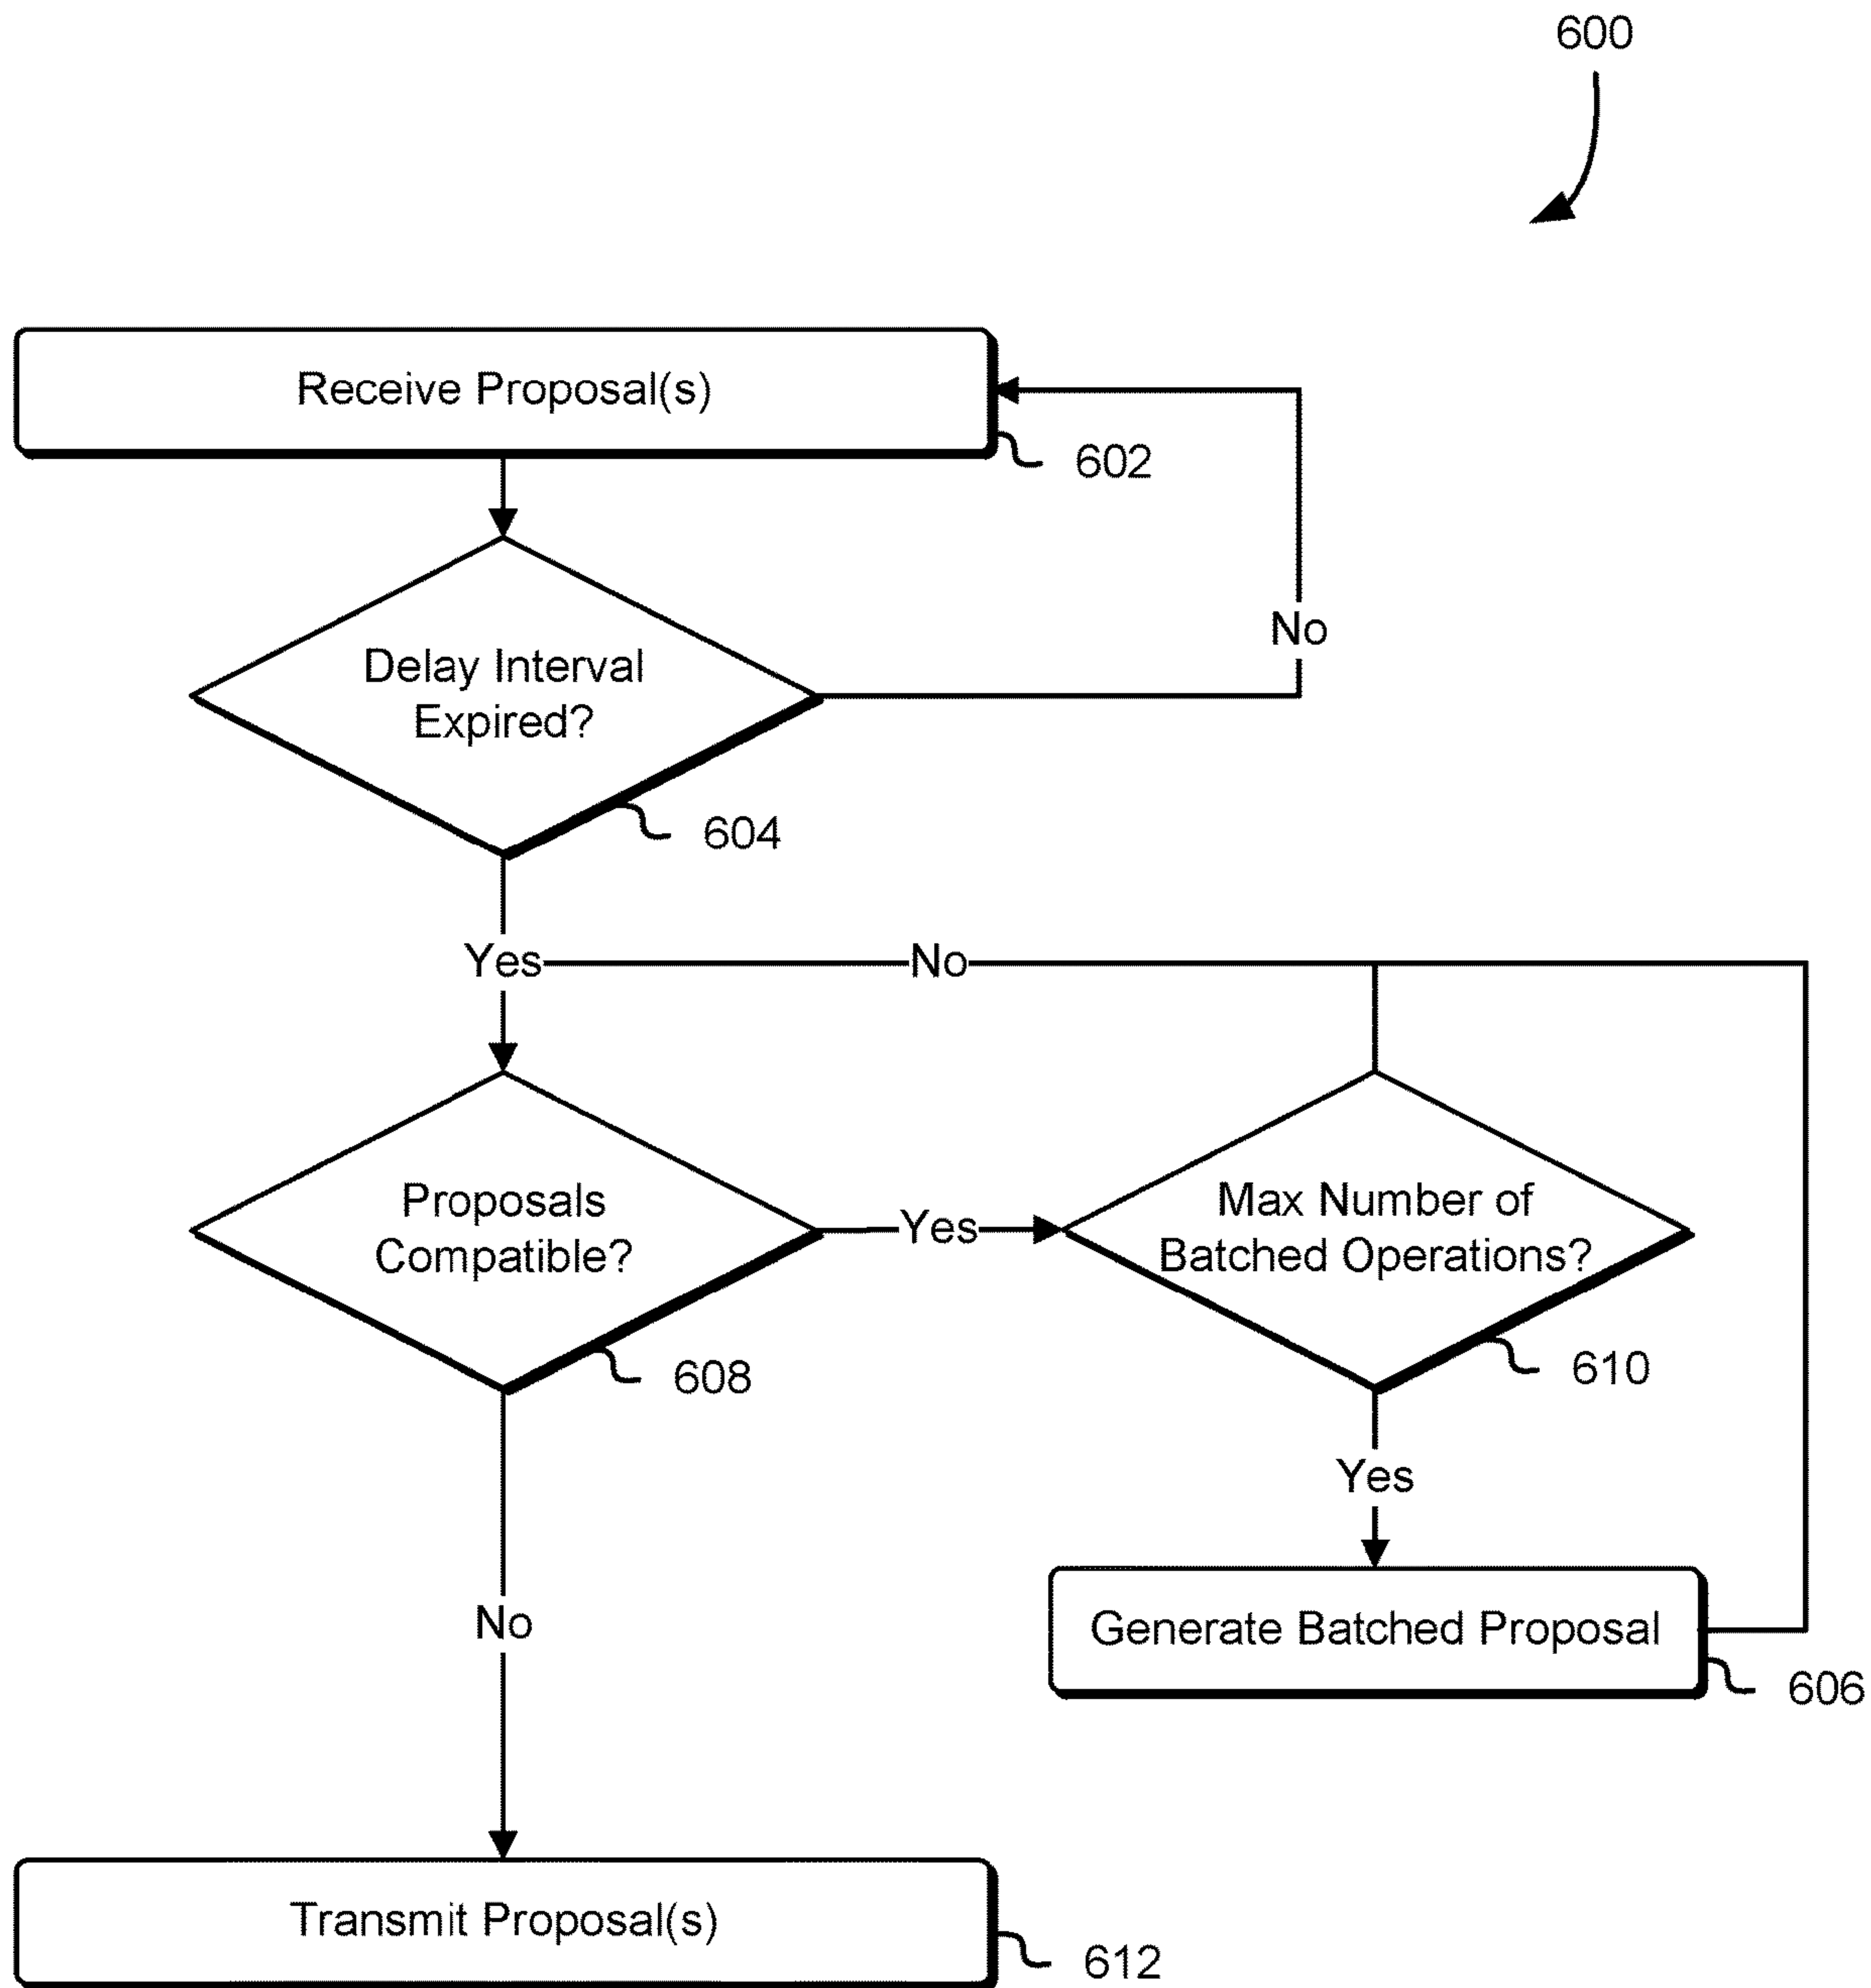 600
Receive Proposal(s)
602
No
Delay Interval
Expired?
604
Yes
No
Proposals
Compatible?
608
Yes
Max Number of
Batched Operations?
610
Yes
No
Generate Batched Proposal
606
Transmit Proposal(s)
612